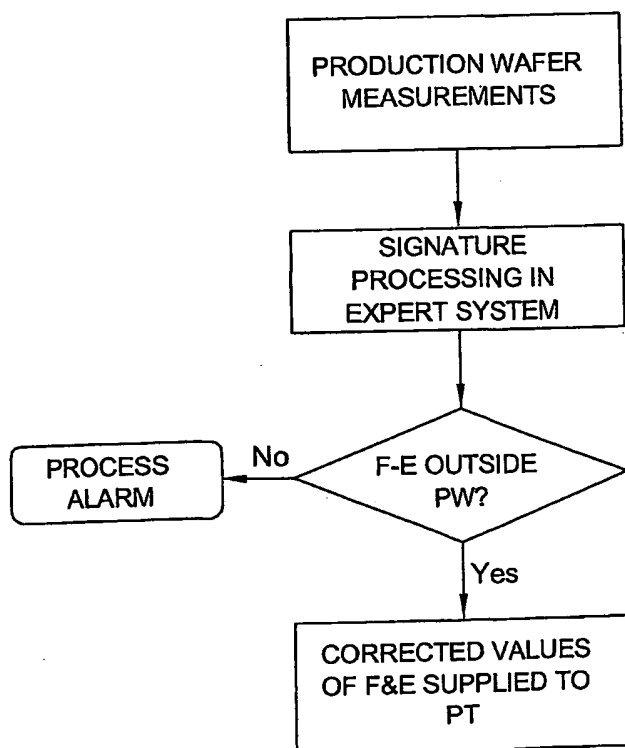 PRODUCTION WAFER
MEASUREMENTS
SIGNATURE
PROCESSING IN
EXPERT SYSTEM
F-E OUTSIDE
PW?
No
PROCESS
ALARM
Yes
CORRECTED VALUES
OF F&E SUPPLIED TO
PT